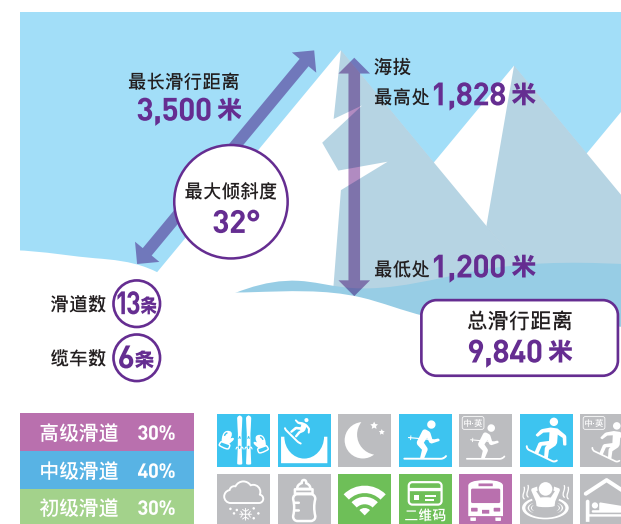 最长滑行距离
3,500 米
海拔
最高处 1,828 米
最大倾斜度
32°
最低处 1,200 米
滑道数 13条
缆车数 6条
总滑行距离
9,840 米
高级滑道 30%
中级滑道 40%
初级滑道 30%
中·英
中·英
二维码